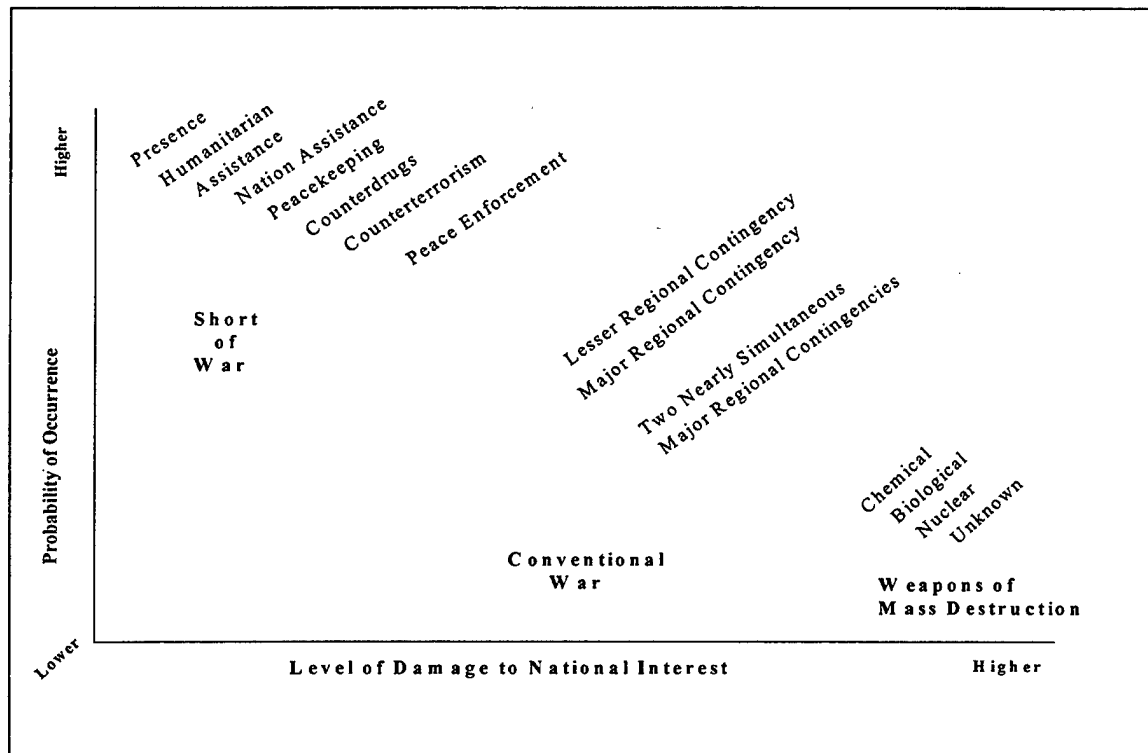 Higher
Probability of Occurrence
Lower
Presence
Humanitarian
Assistance
Nation Assistance
Peacekeeping
Counterdrugs
Counterterrorism
Peace Enforcement
Short
of
War
Lesser Regional Contingency
Major Regional Contingency
Two Nearly Simultaneous
Major Regional Contingencies
Chemical
Biological
Nuclear
Unknown
Conventional
War
Weapons of
Mass Destruction
Level of Damage to National Interest
Higher